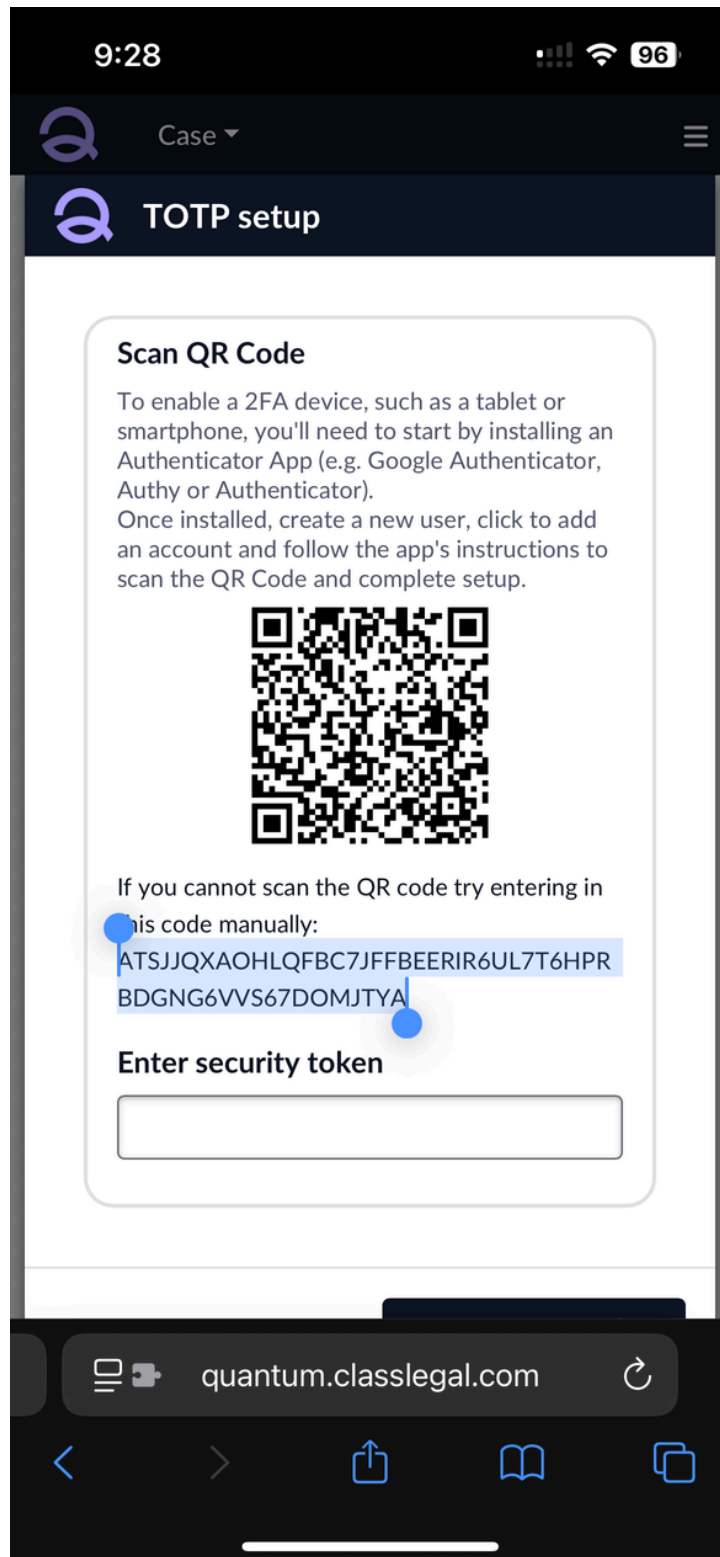 9:28
96
Case
TOTP setup
Scan QR Code
To enable a 2FA device, such as a tablet or
smartphone, you'll need to start by installing an
Authenticator App (e.g. Google Authenticator,
Authy or Authenticator).
Once installed, create a new user, click to add
an account and follow the app's instructions to
scan the QR Code and complete setup.
If you cannot scan the QR code try entering in
this code manually:
ATSJJQXAOHLQFBC7JFFBEERIR6UL7T6HPR
BDGNG6VVS67DOMJTYA
Enter security token
quantum.classlegal.com